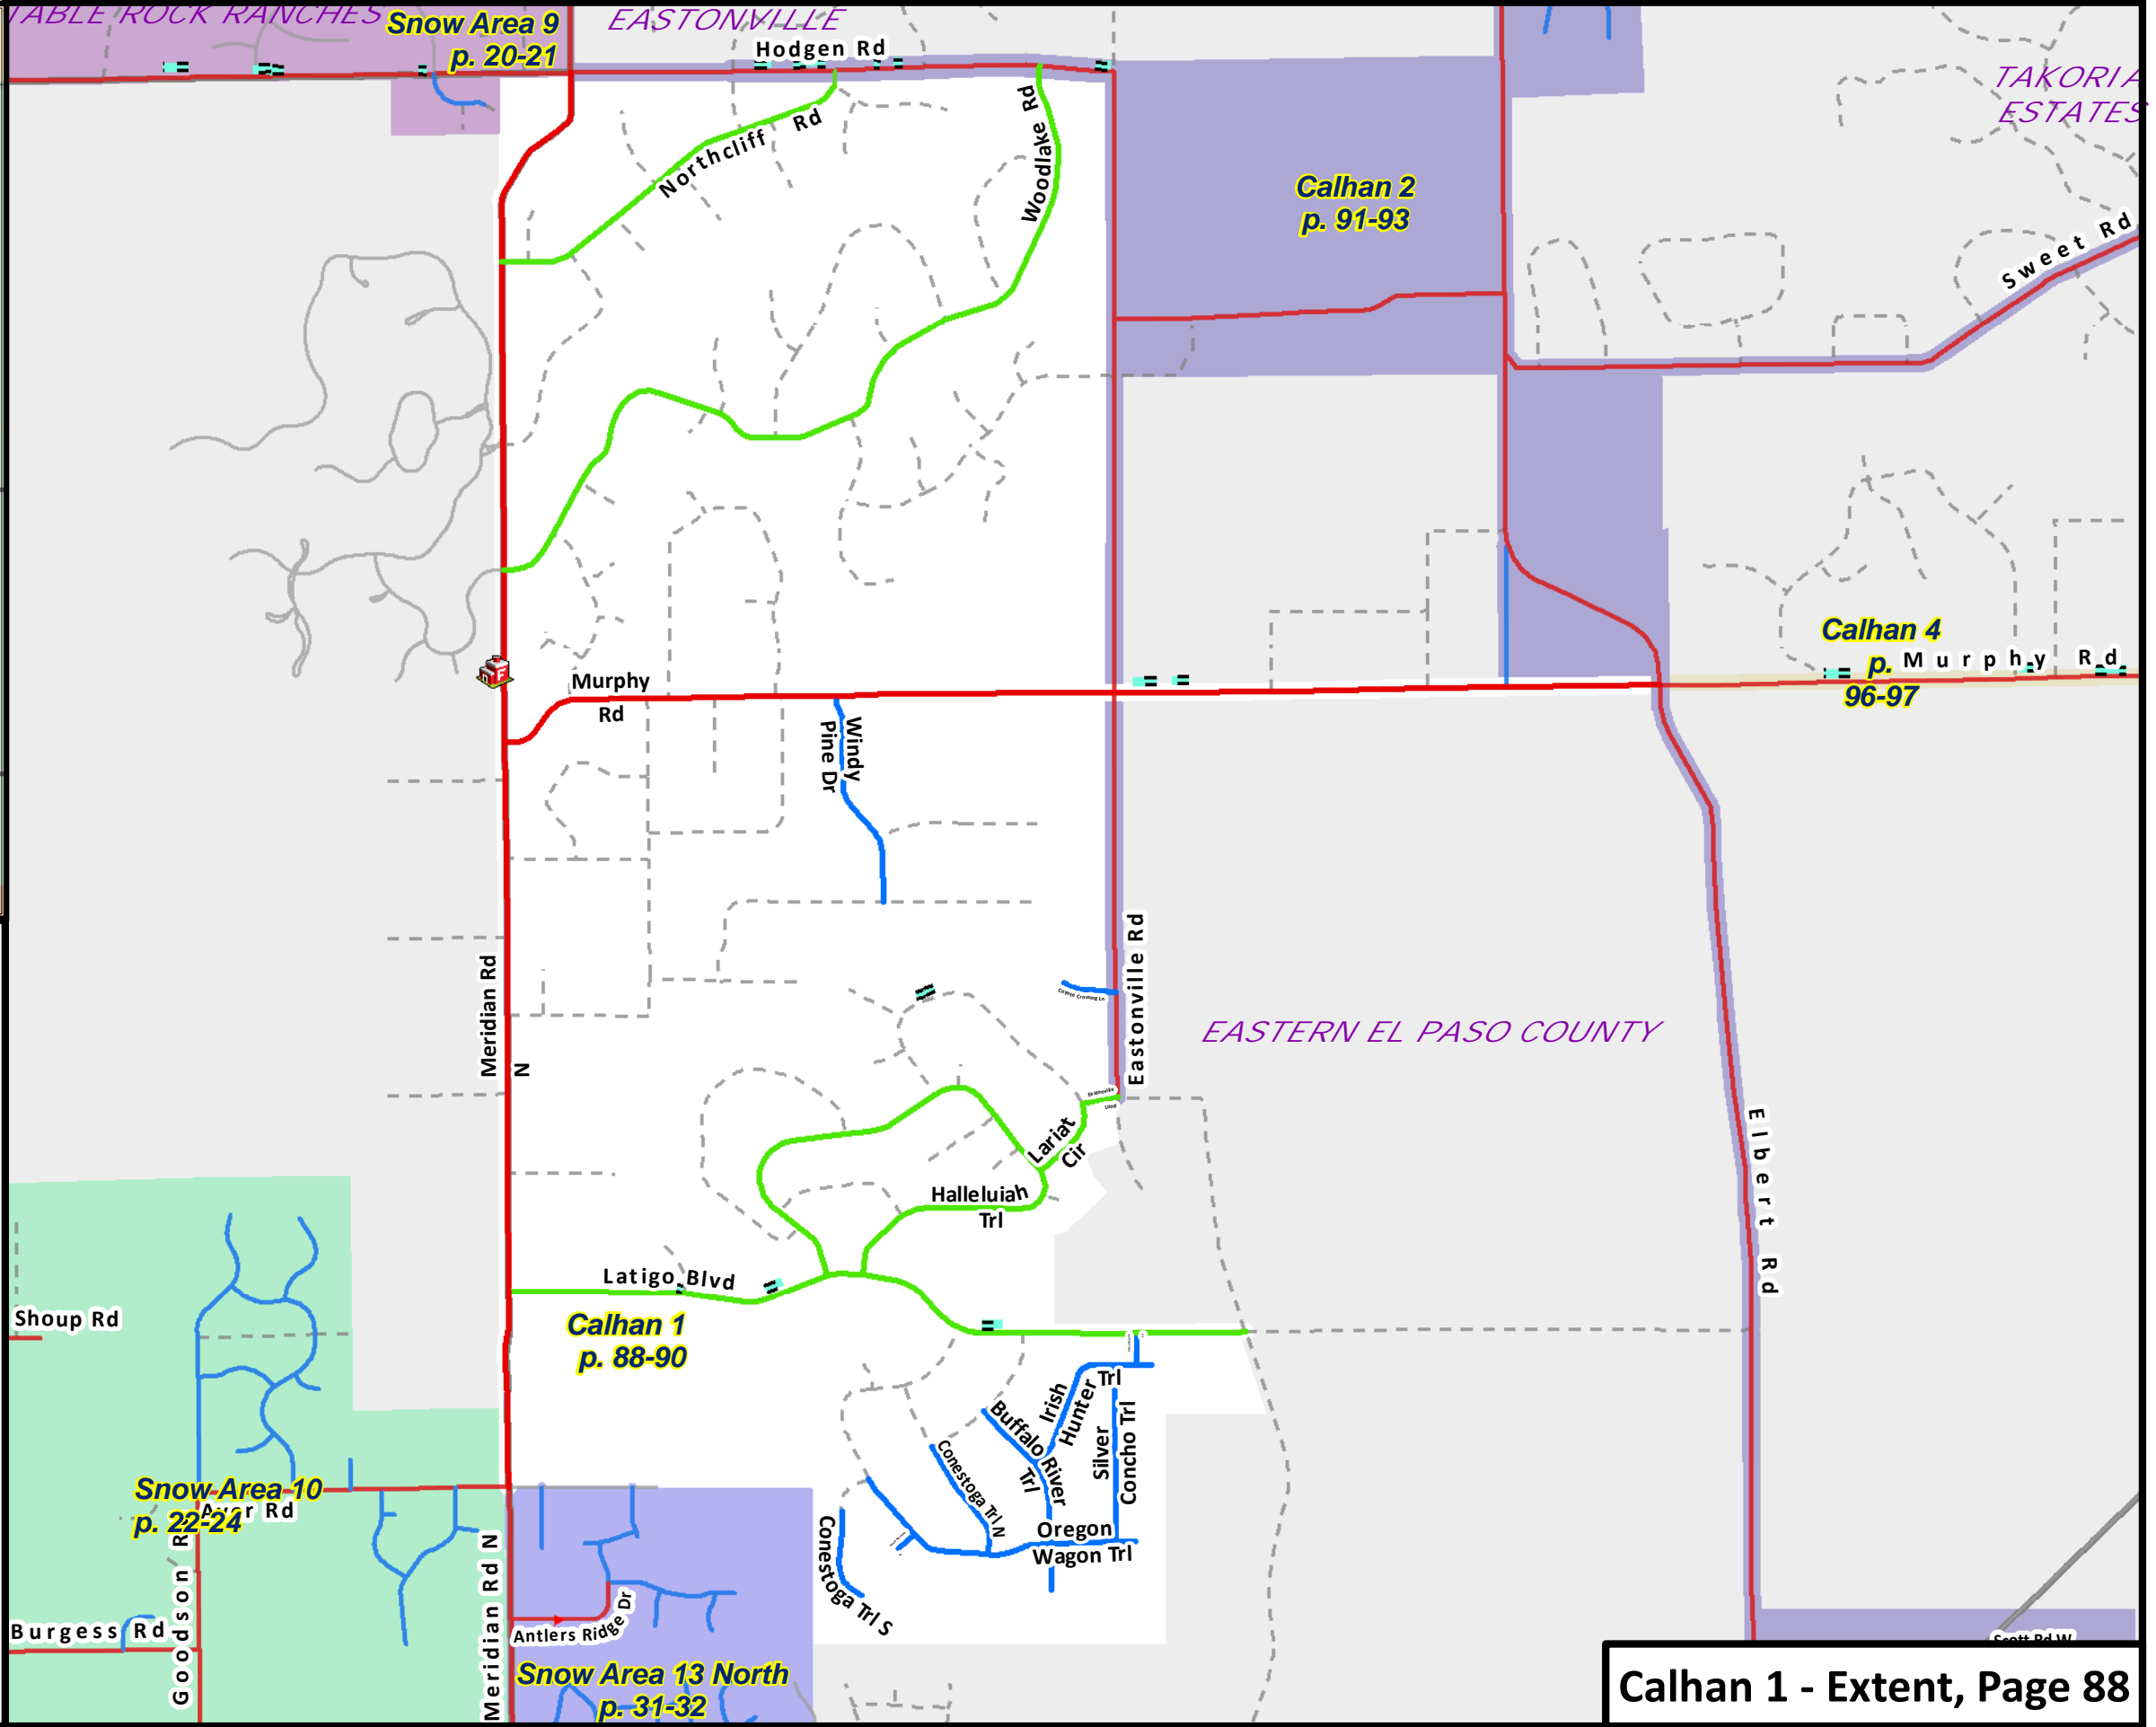 TABLE ROCK RANCHES
Snow Area 9
p. 20-21
EASTONVILLE
Hodgen Rd
TAKORIA
ESTATES
Northcliff Rd
Woodlake Rd
Calhan 2
p. 91-93
Sweet Rd
Calhan 4
p.
96-97
Murphy Rd
Murphy
Rd
Windy
Pine Dr
Meridian Rd
N
Eastonville Rd
EASTERN EL PASO COUNTY
Lariat
Cir
Halleluiah
Trl
Elbert Rd
Latigo Blvd
Shoup Rd
Calhan 1
p. 88-90
Irish
Hunter
Trl
Buffalo
River
Trl
Silver
Concho Trl
Conestoga Trl N
Snow Area 10
p. 22-24
Ayer Rd
Oregon
Wagon Trl
Conestoga Trl S
Meridian Rd N
Goodson R
Burgess Rd
Antlers Ridge Dr
Scott Rd W
Snow Area 13 North
p. 31-32
Calhan 1 - Extent, Page 88